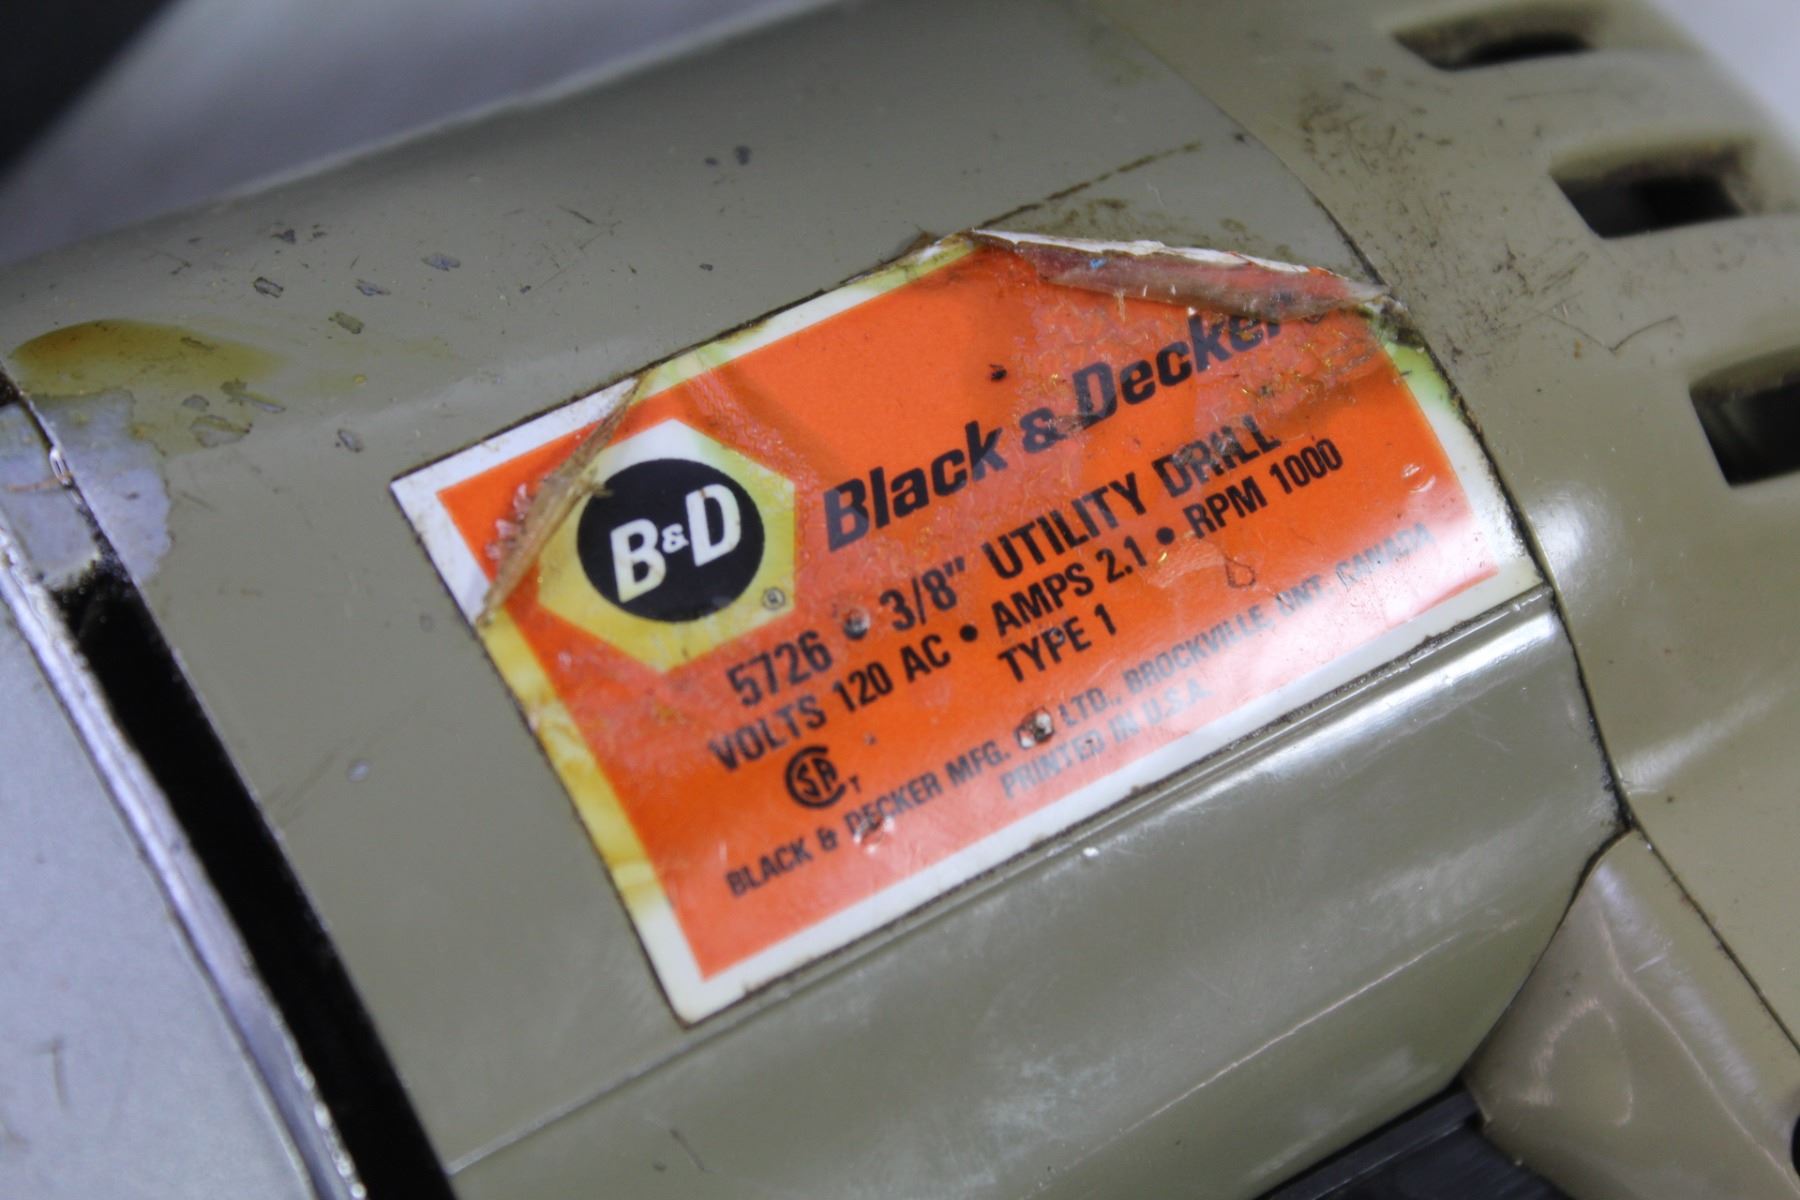 Black & Decker
B&D ®
5726 • 3/8" UTILITY DRILL
VOLTS 120 AC • AMPS 2.1 • RPM 1000
TYPE 1
CSA T
BLACK & DECKER MFG. CO. LTD., BROCKVILLE, ONT. CANADA
PRINTED IN U.S.A.